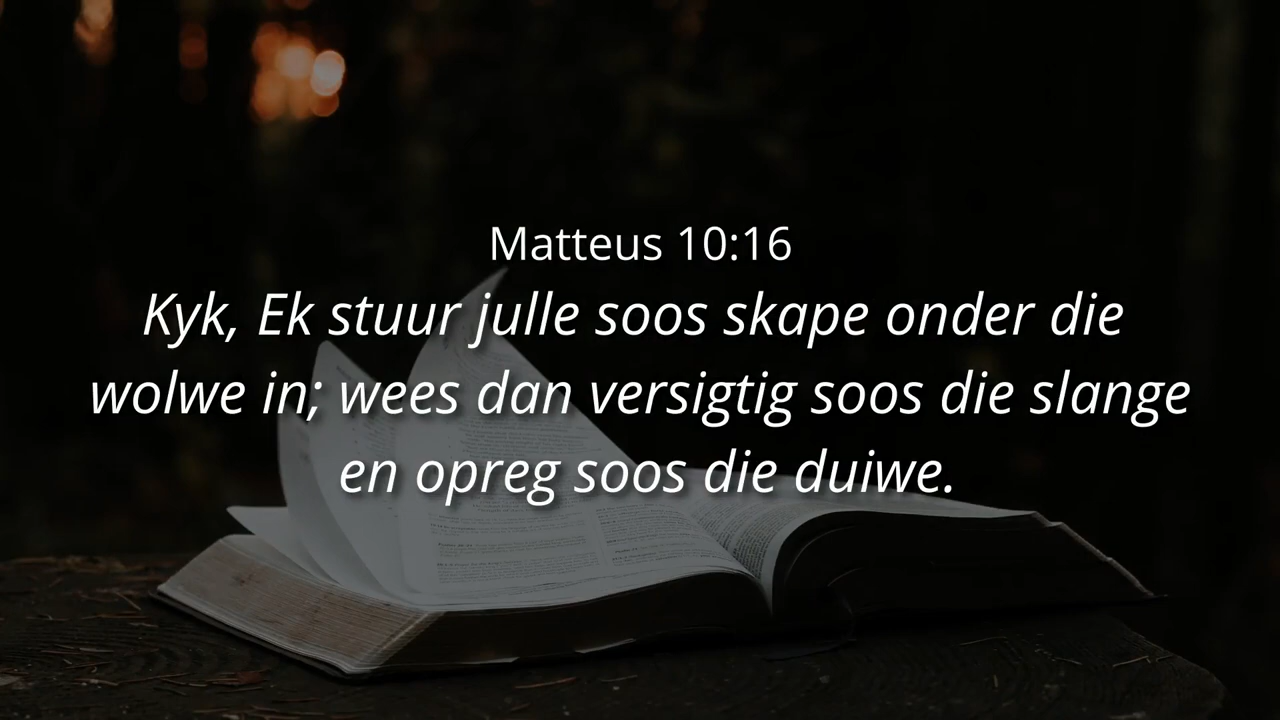 Matteus 10:16
Kyk, Ek stuur julle soos skape onder die
wolwe in; wees dan versigtig soos die slange
en opreg soos die duiwe.